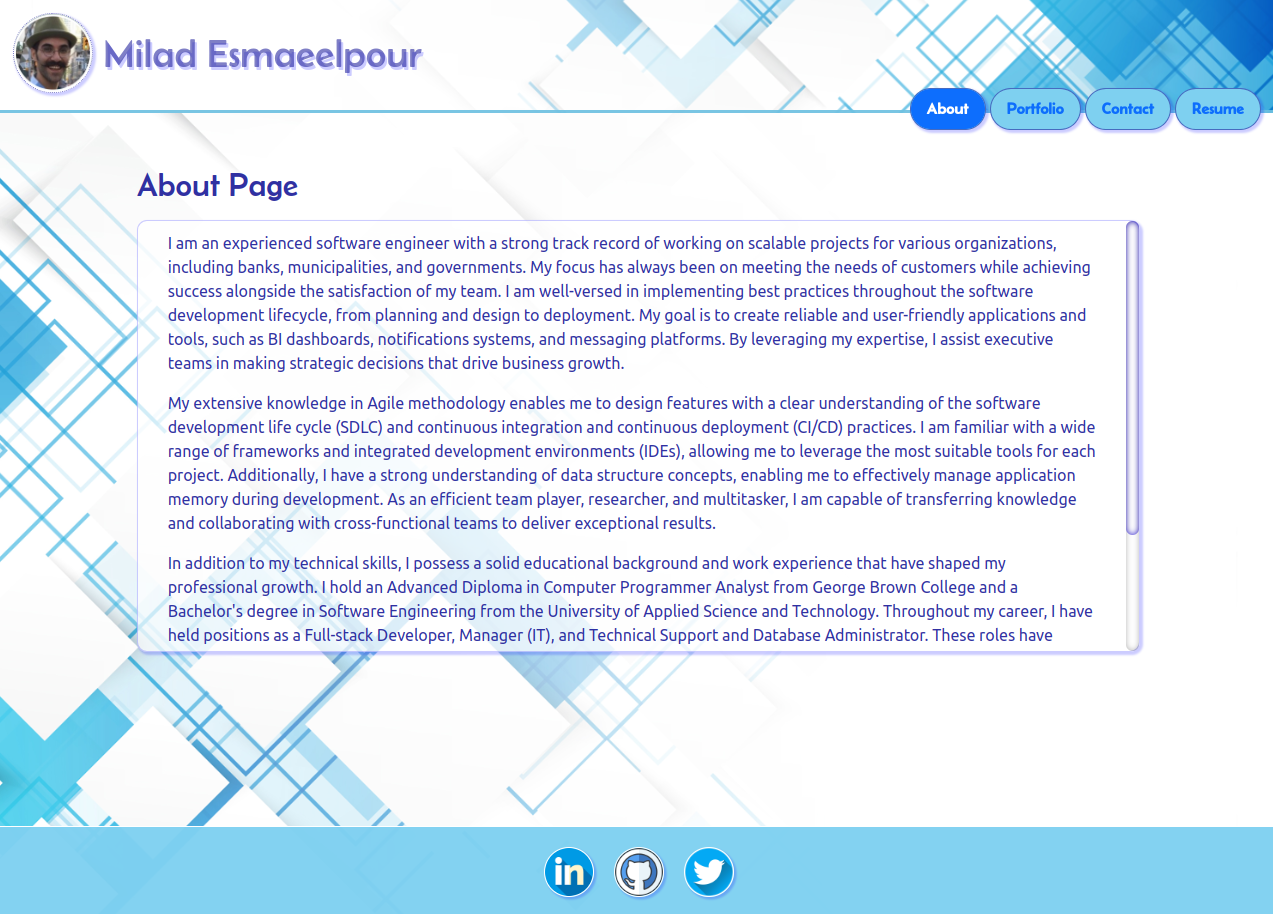 Milad Esmaeelpour
About
Portfolio
Contact
Resume
About Page
I am an experienced software engineer with a strong track record of working on scalable projects for various organizations,
including banks, municipalities, and governments. My focus has always been on meeting the needs of customers while achieving
success alongside the satisfaction of my team. I am well-versed in implementing best practices throughout the software
development lifecycle, from planning and design to deployment. My goal is to create reliable and user-friendly applications and
tools, such as BI dashboards, notifications systems, and messaging platforms. By leveraging my expertise, I assist executive
teams in making strategic decisions that drive business growth.
My extensive knowledge in Agile methodology enables me to design features with a clear understanding of the software
development life cycle (SDLC) and continuous integration and continuous deployment (CI/CD) practices. I am familiar with a wide
range of frameworks and integrated development environments (IDEs), allowing me to leverage the most suitable tools for each
project. Additionally, I have a strong understanding of data structure concepts, enabling me to effectively manage application
memory during development. As an efficient team player, researcher, and multitasker, I am capable of transferring knowledge
and collaborating with cross-functional teams to deliver exceptional results.
In addition to my technical skills, I possess a solid educational background and work experience that have shaped my
professional growth. I hold an Advanced Diploma in Computer Programmer Analyst from George Brown College and a
Bachelor's degree in Software Engineering from the University of Applied Science and Technology. Throughout my career, I have
held positions as a Full-stack Developer, Manager (IT), and Technical Support and Database Administrator. These roles have
in